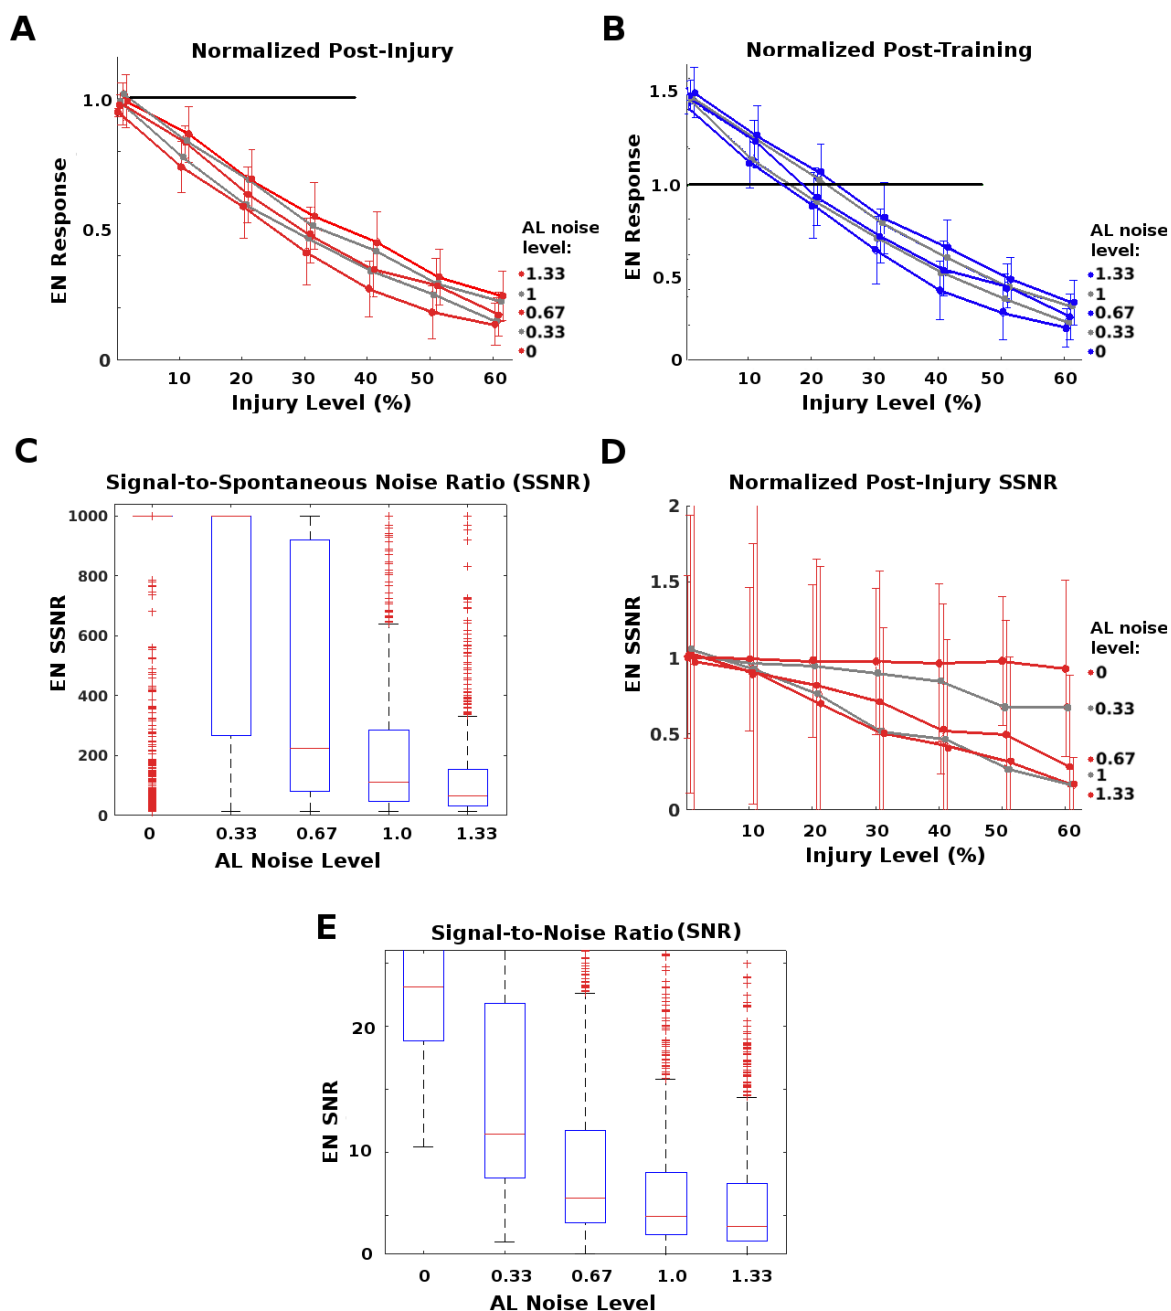 A
Normalized Post-Injury
EN Response
1.0
0.5
0
10 20 30 40 50 60
Injury Level (%)
AL noise
level:
1.33
1
0.67
0.33
0
B
Normalized Post-Training
EN Response
1.5
1.0
0.5
0
10 20 30 40 50 60
Injury Level (%)
AL noise
level:
1.33
1
0.67
0.33
0
C
Signal-to-Spontaneous Noise Ratio (SSNR)
EN SSNR
1000
800
600
400
200
0
0 0.33 0.67 1.0 1.33
AL Noise Level
D
Normalized Post-Injury SSNR
EN SSNR
2
1.5
1
0.5
0
10 20 30 40 50 60
Injury Level (%)
AL noise
level:
0
0.33
0.67
1
1.33
E
Signal-to-Noise Ratio (SNR)
EN SNR
20
10
0
0 0.33 0.67 1.0 1.33
AL Noise Level